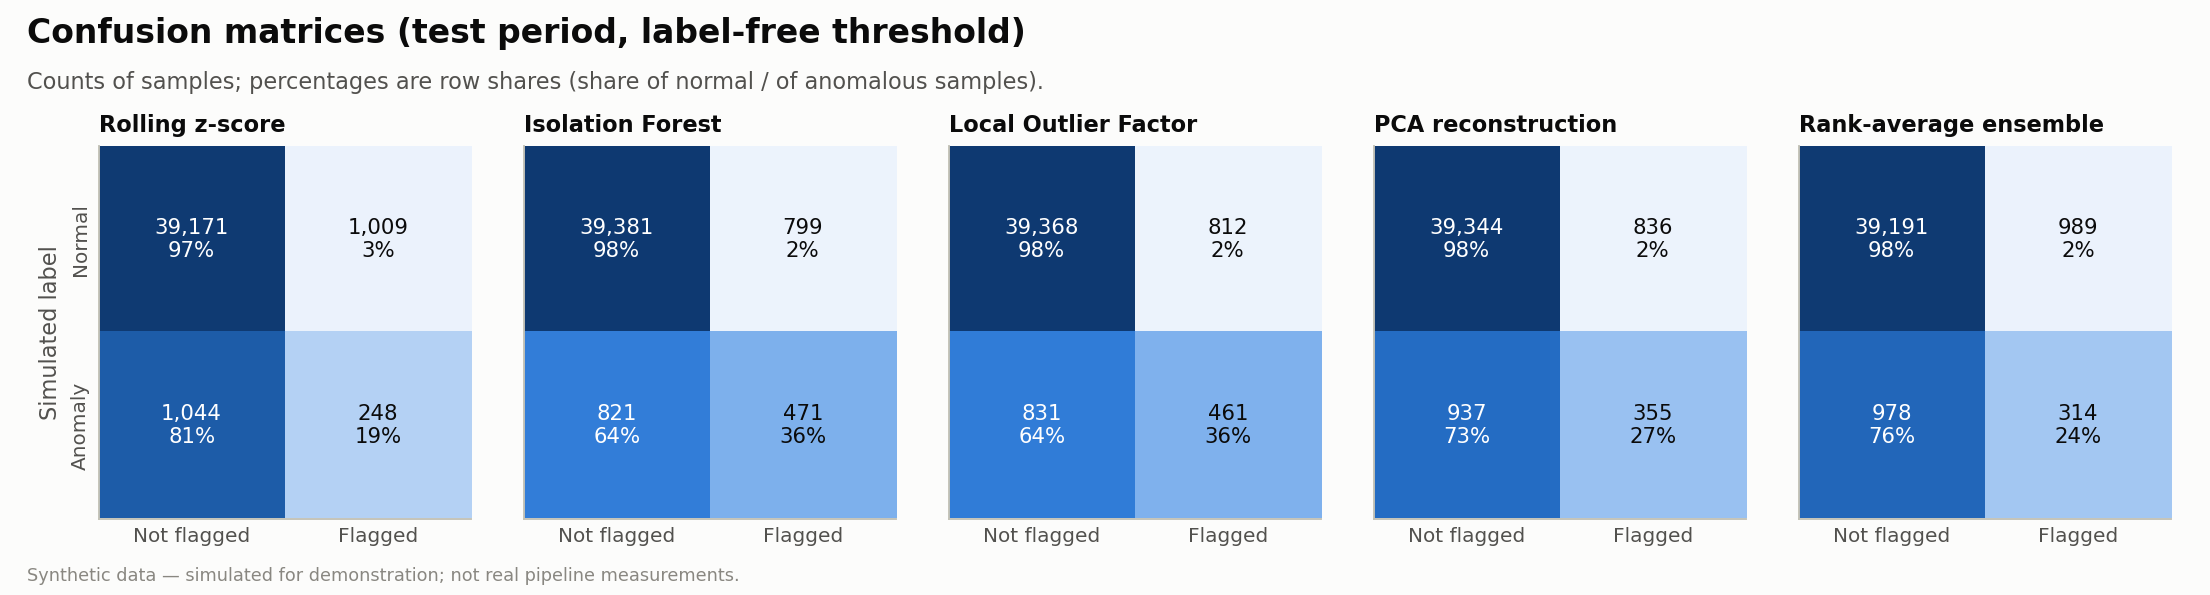 Confusion matrices (test period, label-free threshold)
Counts of samples; percentages are row shares (share of normal / of anomalous samples).
Rolling z-score
Isolation Forest
Local Outlier Factor
PCA reconstruction
Rank-average ensemble
Simulated label
Normal
Anomaly
39,171
97%
1,009
3%
1,044
81%
248
19%
Not flagged
Flagged
39,381
98%
799
2%
821
64%
471
36%
Not flagged
Flagged
39,368
98%
812
2%
831
64%
461
36%
Not flagged
Flagged
39,344
98%
836
2%
937
73%
355
27%
Not flagged
Flagged
39,191
98%
989
2%
978
76%
314
24%
Not flagged
Flagged
Synthetic data — simulated for demonstration; not real pipeline measurements.